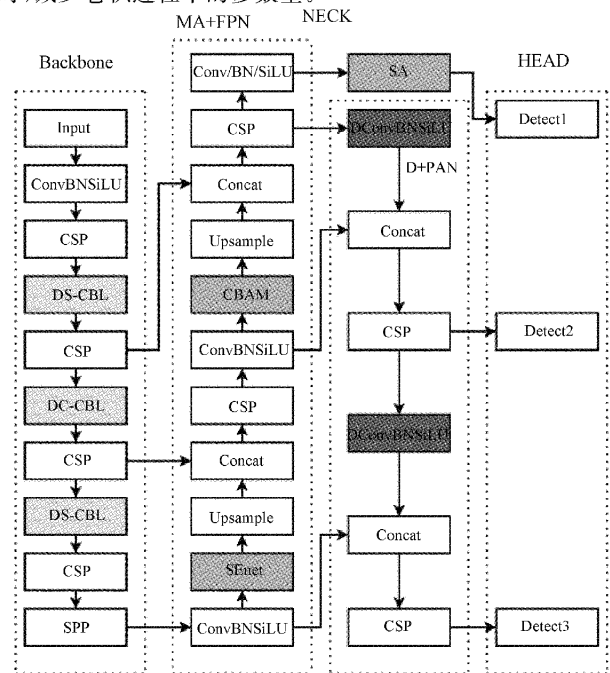 MA+FPN
NECK
Backbone
HEAD
Input
ConvBNSiLU
CSP
DS-CBL
CSP
DC-CBL
CSP
DS-CBL
CSP
SPP
Conv/BN/SiLU
CSP
Concat
Upsample
CBAM
ConvBNSiLU
CSP
Concat
Upsample
SEnet
ConvBNSiLU
SA
DConvBNSiLU
D+PAN
Concat
CSP
DConvBNSiLU
Concat
CSP
Detect1
Detect2
Detect3